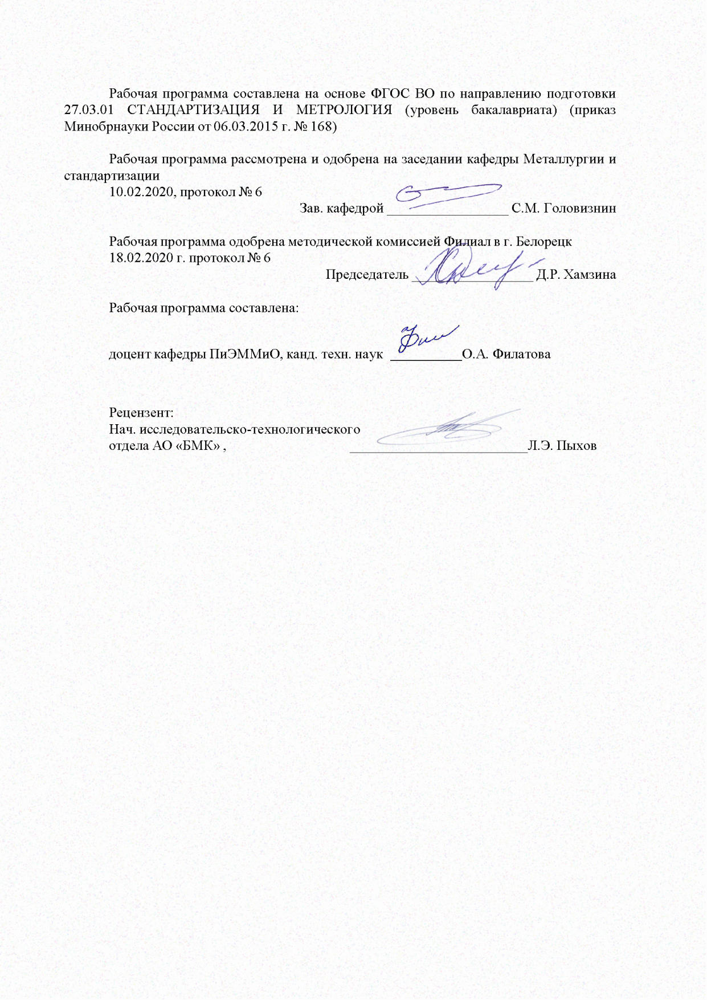 Рабочая программа составлена на основе ФГОС ВО по направлению подготовки
27.03.01 СТАНДАРТИЗАЦИЯ И МЕТРОЛОГИЯ (уровень бакалавриата) (приказ
Минобрнауки России от 06.03.2015 г. № 168)
Рабочая программа рассмотрена и одобрена на заседании кафедры Металлургии и
стандартизации
10.02.2020, протокол № 6
Зав. кафедрой _________________ С.М. Головизнин
Рабочая программа одобрена методической комиссией Филиал в г. Белорецк
18.02.2020 г. протокол № 6
Председатель _________________ Д.Р. Хамзина
Рабочая программа составлена:
доцент кафедры ПиЭММиО, канд. техн. наук __________О.А. Филатова
Рецензент:
Нач. исследовательско-технологического
отдела АО «БМК» , _________________________Л.Э. Пыхов